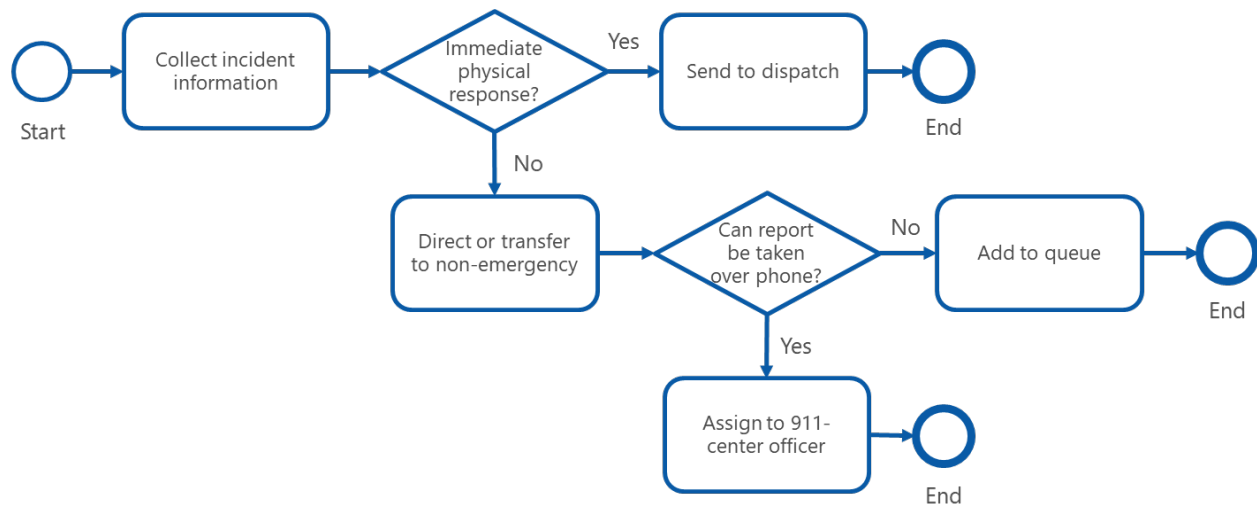 Collect incident
information
Immediate
physical
response?
Yes
Send to dispatch
Start
End
No
Direct or transfer
to non-emergency
Can report
be taken
over phone?
No
Add to queue
End
Yes
Assign to 911-
center officer
End